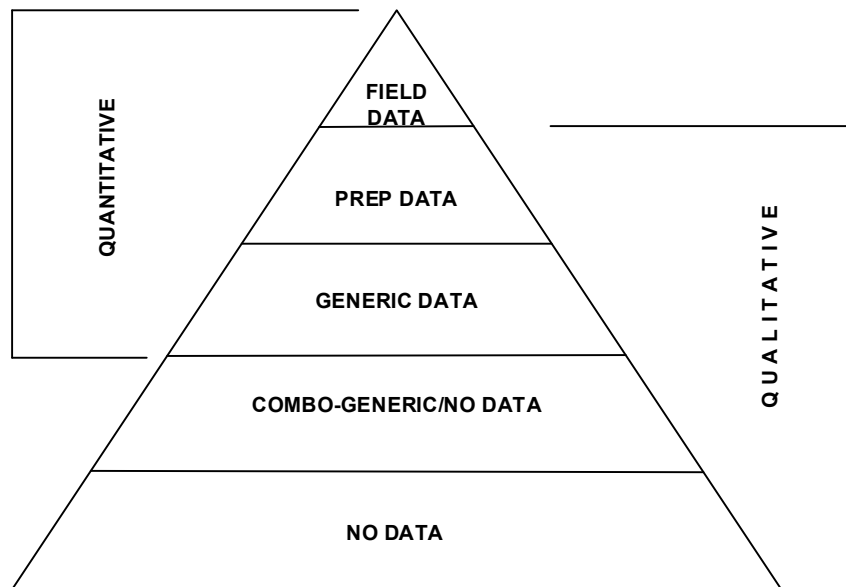 FIELD
DATA
QUANTITATIVE
PREP DATA
GENERIC DATA
QUALITATIVE
COMBO-GENERIC/NO DATA
NO DATA